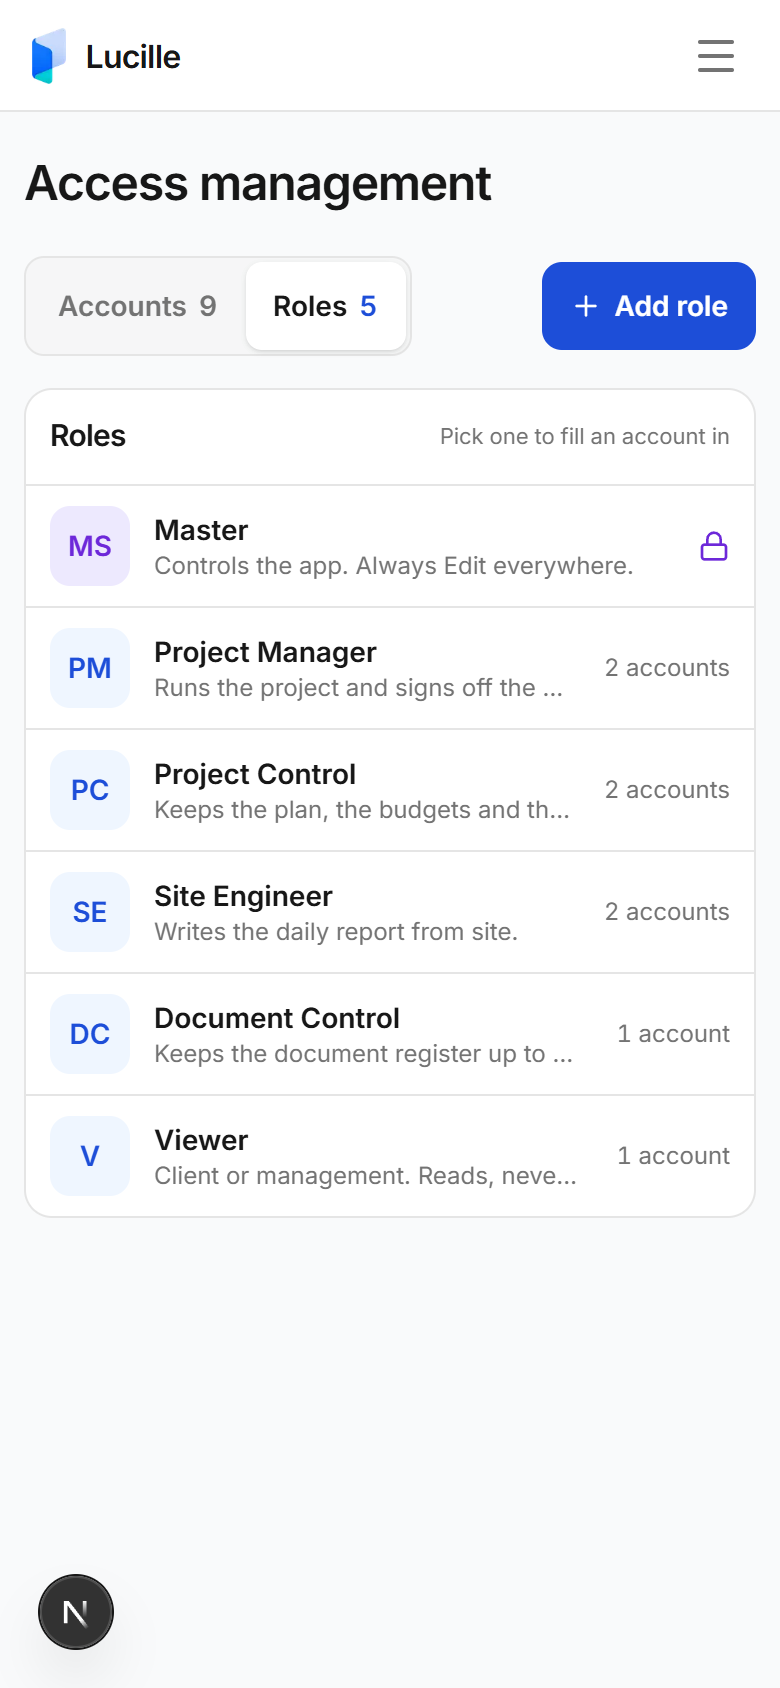 Lucille
Access management
Accounts 9
Roles 5
+ Add role
Roles
Pick one to fill an account in
MS
Master
Controls the app. Always Edit everywhere.
PM
Project Manager
Runs the project and signs off the ...
2 accounts
PC
Project Control
Keeps the plan, the budgets and th...
2 accounts
SE
Site Engineer
Writes the daily report from site.
2 accounts
DC
Document Control
Keeps the document register up to ...
1 account
V
Viewer
Client or management. Reads, neve...
1 account
N